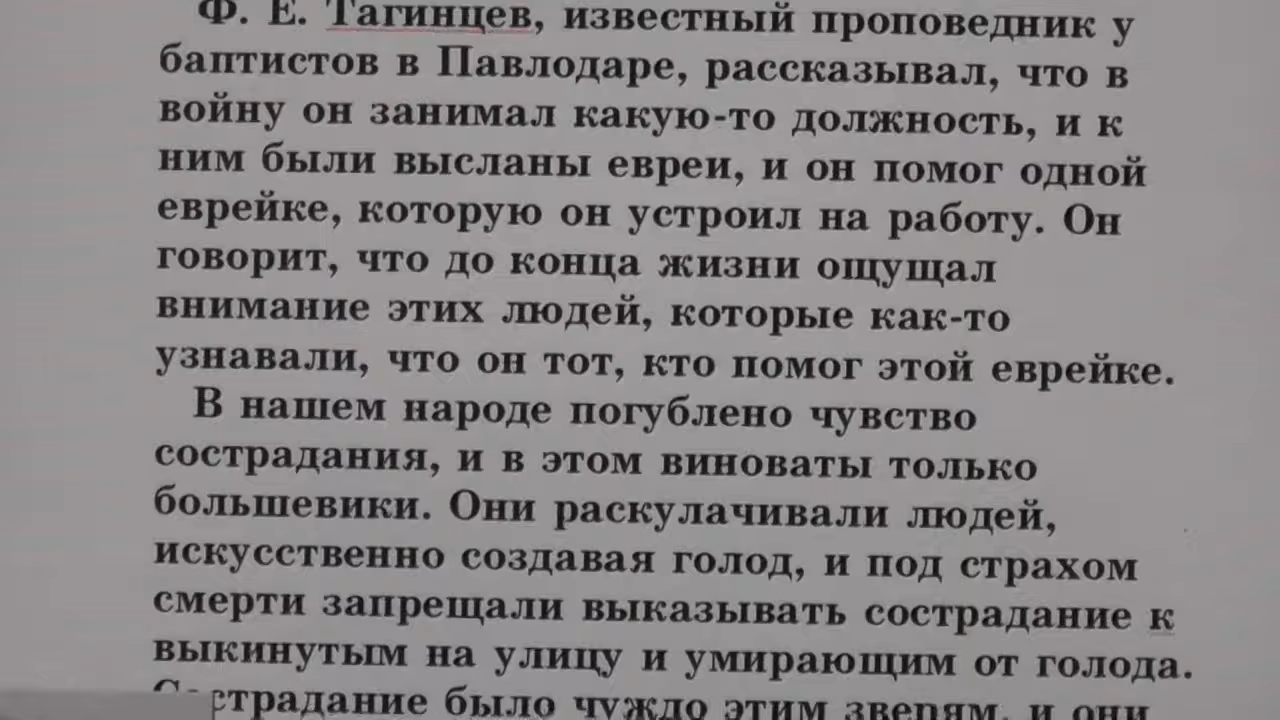 Ф. Е. Тагинцев, известный проповедник у
баптистов в Павлодаре, рассказывал, что в
войну он занимал какую-то должность, и к
ним были высланы евреи, и он помог одной
еврейке, которую он устроил на работу. Он
говорит, что до конца жизни ощущал
внимание этих людей, которые как-то
узнавали, что он тот, кто помог этой еврейке.
В нашем народе погублено чувство
сострадания, и в этом виноваты только
большевики. Они раскулачивали людей,
искусственно создавая голод, и под страхом
смерти запрещали выказывать сострадание к
выкинутым на улицу и умирающим от голода.
Сострадание было чуждо этим зверям, и они